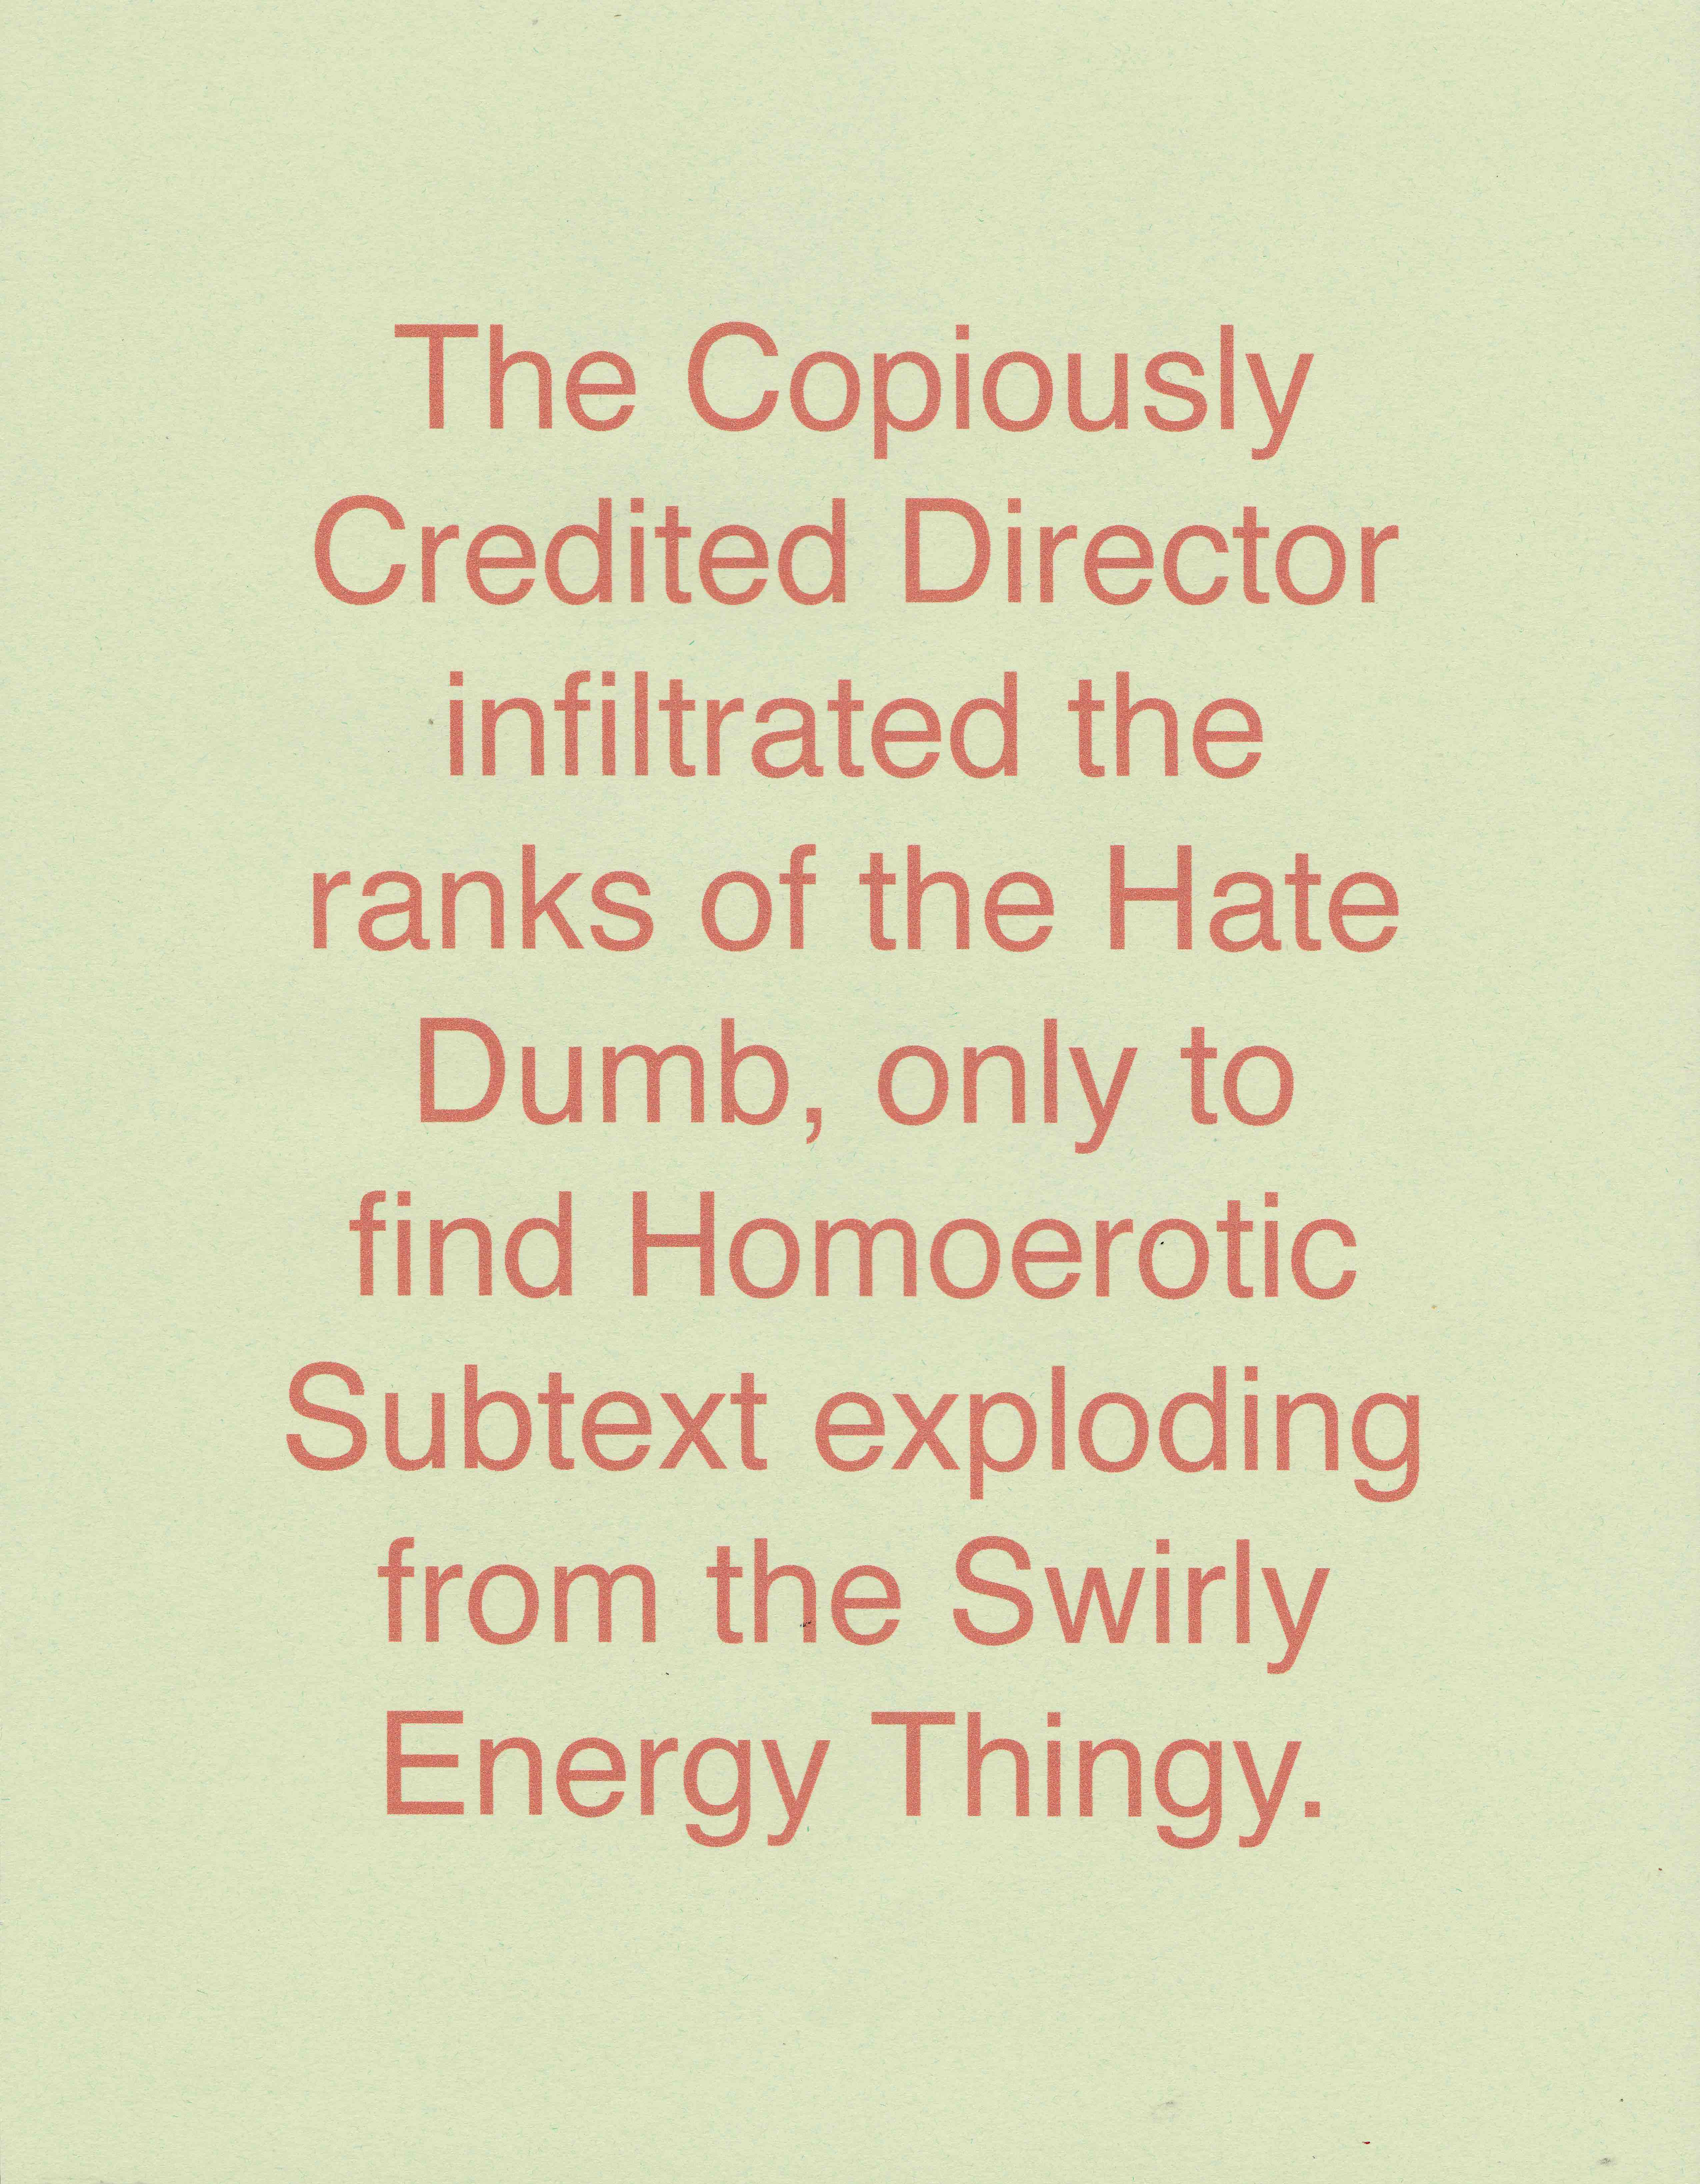 The Copiously
Credited Director
infiltrated the
ranks of the Hate
Dumb, only to
find Homoerotic
Subtext exploding
from the Swirly
Energy Thingy.